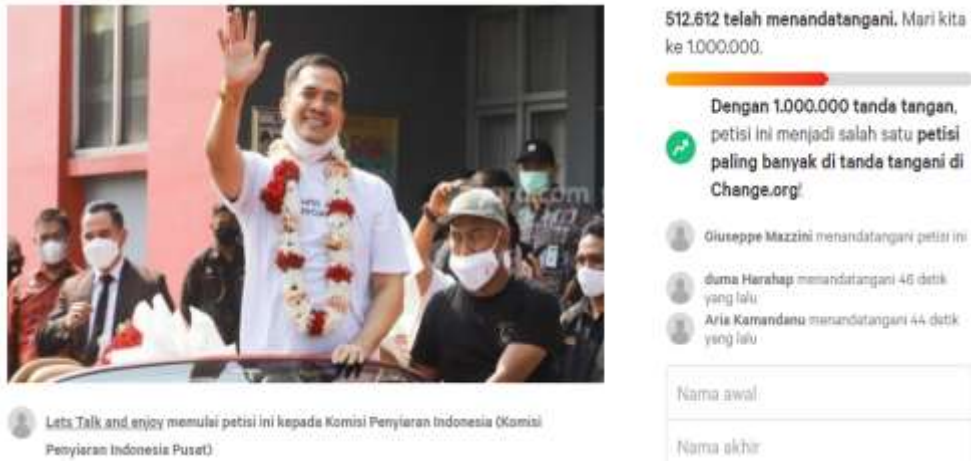 512.612 telah menandatangani. Mari kita
ke 1.000.000.
Dengan 1.000.000 tanda tangan,
petisi ini menjadi salah satu petisi
paling banyak di tanda tangani di
Change.org!
Giuseppe Mazzini menandatangani petisi ini
duma Harahap menandatangani 46 detik
yang lalu
Aria Kamandanu menandatangani 44 detik
yang lalu
Nama awal
Nama akhir
Lets Talk and enjoy memulai petisi ini kepada Komisi Penyiaran Indonesia (Komisi
Penyiaran Indonesia Pusat)